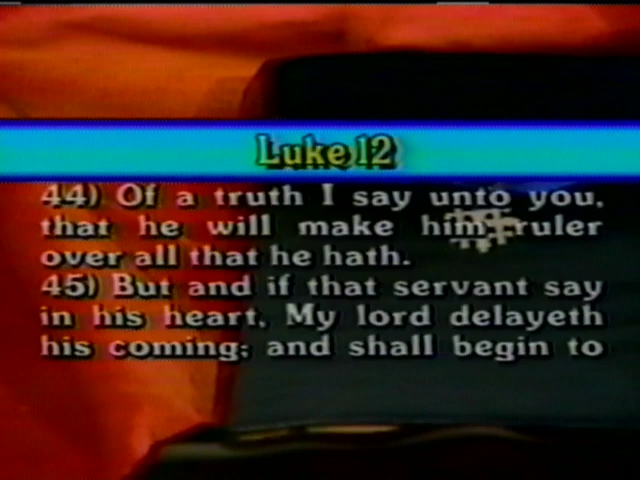 Luke 12
44) Of a truth I say unto you,
that he will make him ruler
over all that he hath.
45) But and if that servant say
in his heart, My lord delayeth
his coming; and shall begin to